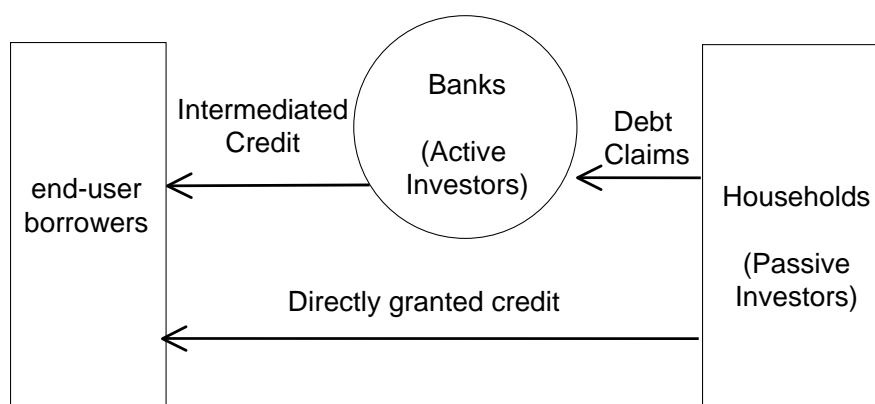 end-user
borrowers
Intermediated
Credit
Banks
(Active
Investors)
Debt
Claims
Households
(Passive
Investors)
Directly granted credit